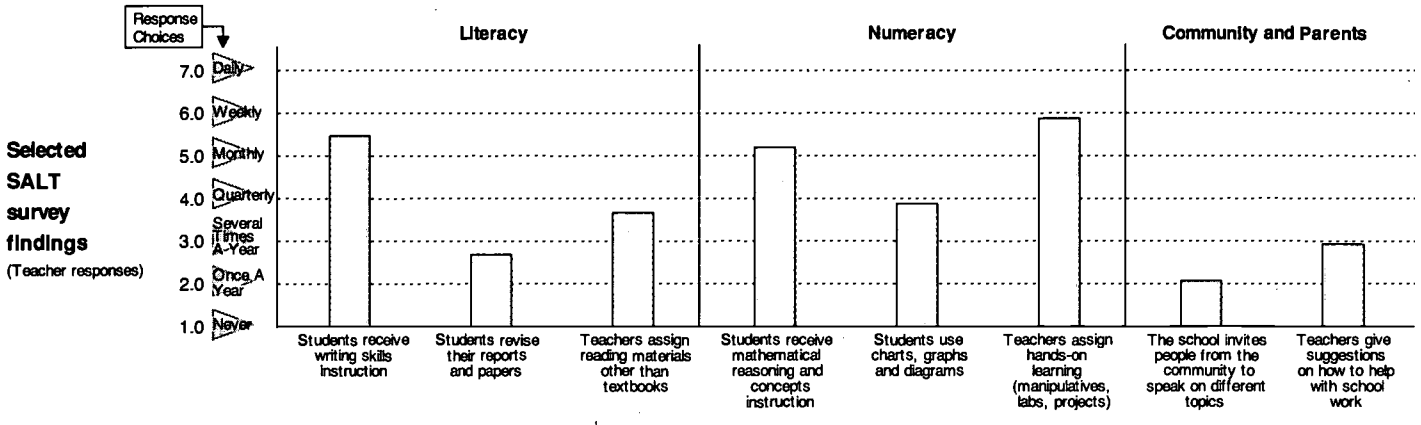 Response
Choices
Literacy
Numeracy
Community and Parents
Selected
SALT
survey
findings
(Teacher responses)
7.0 Daily
6.0 Weekly
5.0 Monthly
4.0 Quarterly
Several
3.0 Times
A-Year
Once A
2.0 Year
1.0 Never
Students receive
writing skills
Instruction
Students revise
their reports
and papers
Teachers assign
reading materials
other than
textbooks
Students receive
mathematical
reasoning and
concepts
instruction
Students use
charts, graphs
and diagrams
Teachers assign
hands-on
learning
(manipulatives,
labs, projects)
The school invites
people from the
community to
speak on different
topics
Teachers give
suggestions
on how to help
with school
work